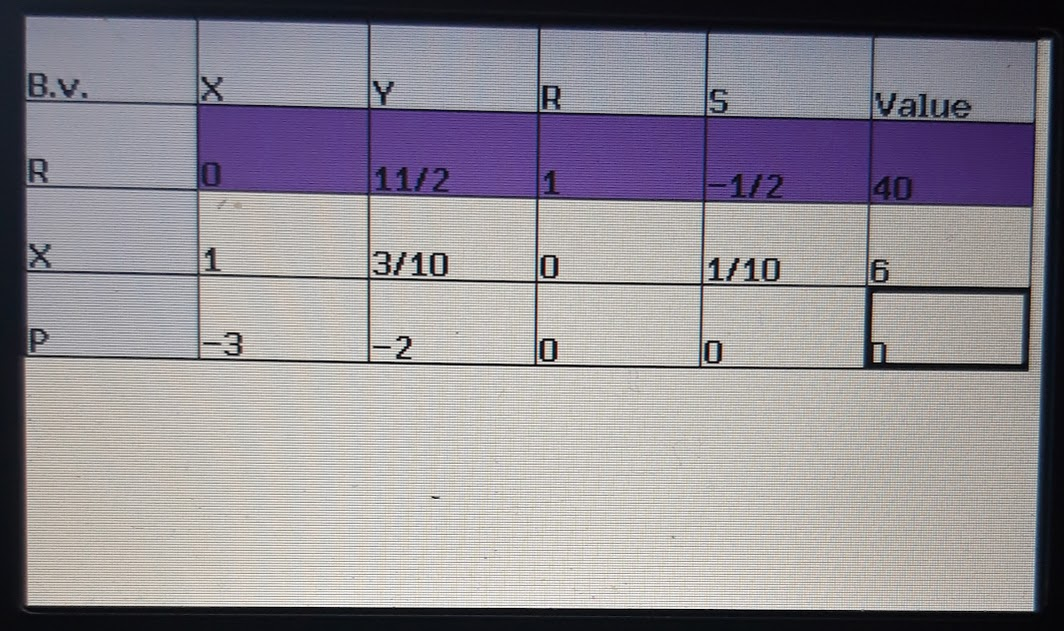 B.v. X Y R S Value
R 0 11/2 1 -1/2 40
X 1 3/10 0 1/10 6
P -3 -2 0 0